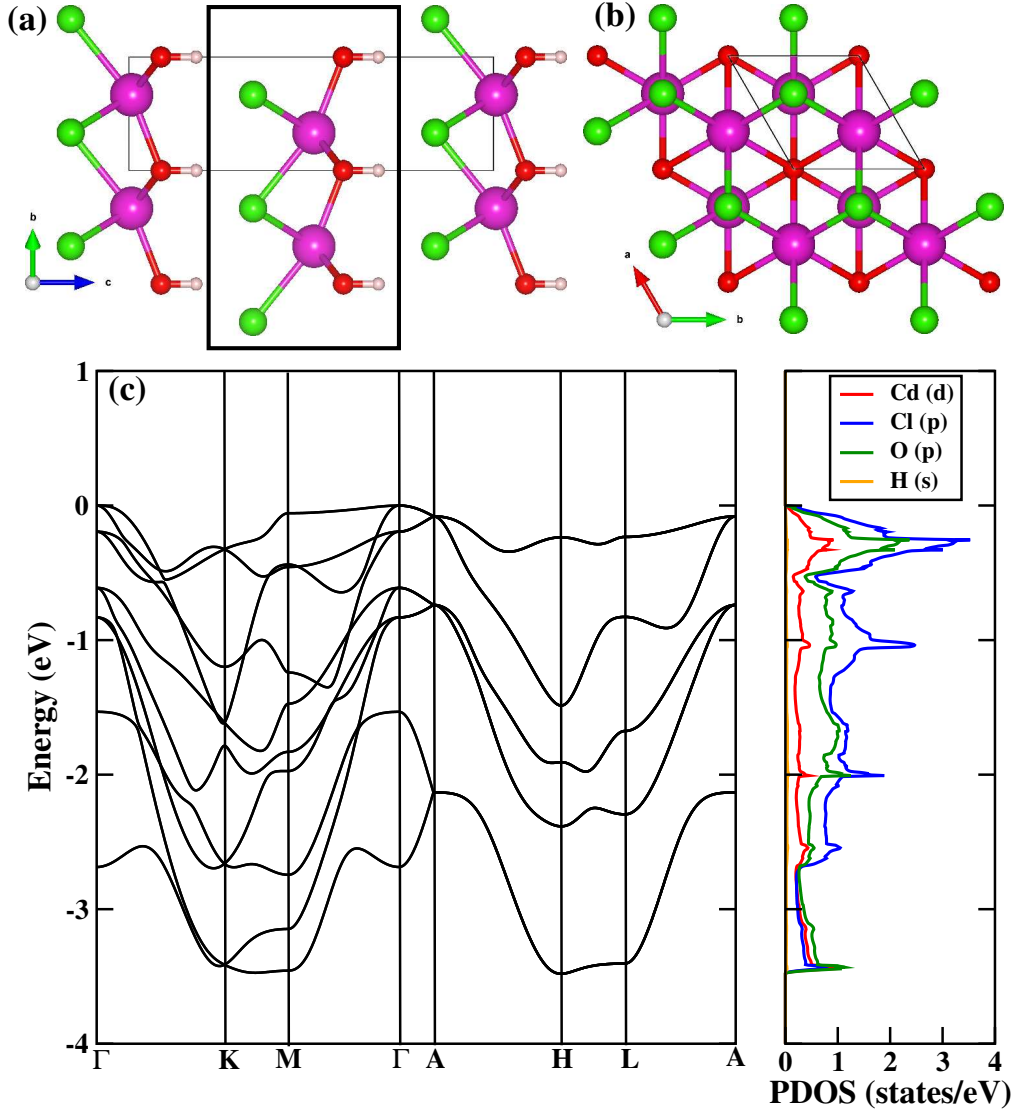 (a)
(b)
b
c
a
b
(c)
Cd (d)
Cl (p)
O (p)
H (s)
Energy (eV)
1
0
-1
-2
-3
-4
Γ K M Γ A H L A
0 1 2 3 4
PDOS (states/eV)